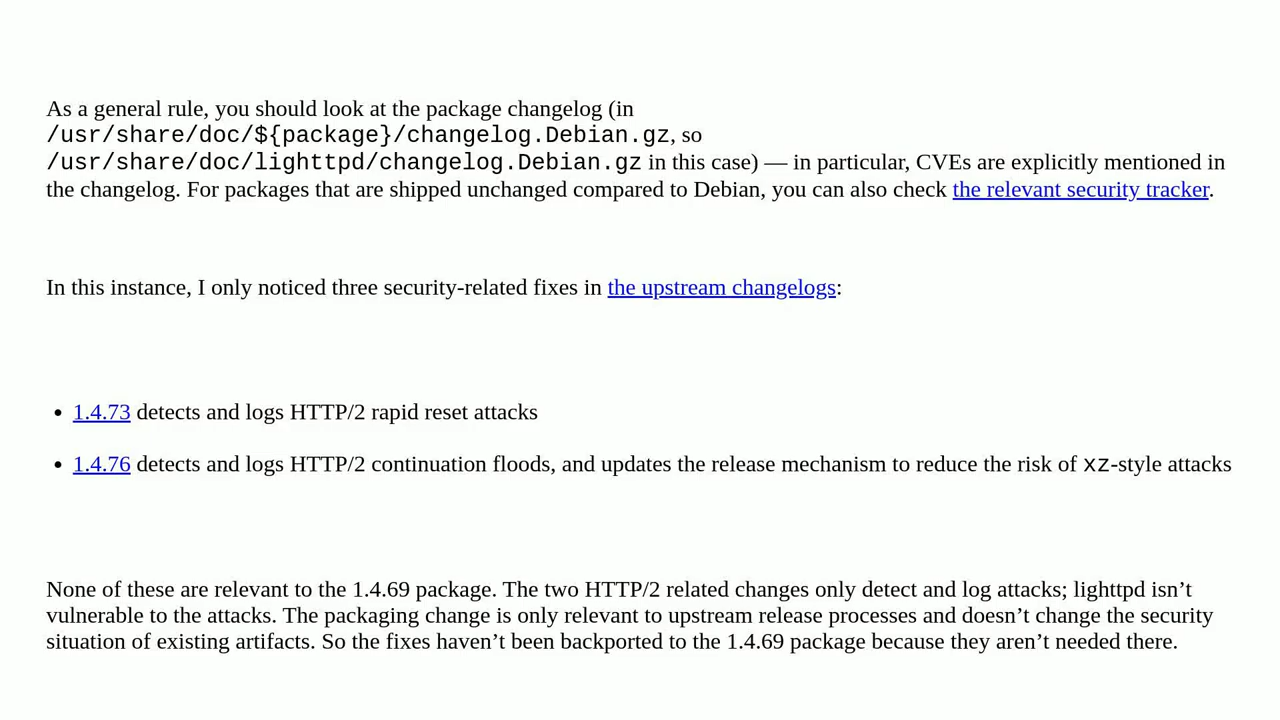 As a general rule, you should look at the package changelog (in
/usr/share/doc/${package}/changelog.Debian.gz, so
/usr/share/doc/lighttpd/changelog.Debian.gz in this case) — in particular, CVEs are explicitly mentioned in
the changelog. For packages that are shipped unchanged compared to Debian, you can also check the relevant security tracker.
In this instance, I only noticed three security-related fixes in the upstream changelogs:
• 1.4.73 detects and logs HTTP/2 rapid reset attacks
• 1.4.76 detects and logs HTTP/2 continuation floods, and updates the release mechanism to reduce the risk of xz-style attacks
None of these are relevant to the 1.4.69 package. The two HTTP/2 related changes only detect and log attacks; lighttpd isn’t
vulnerable to the attacks. The packaging change is only relevant to upstream release processes and doesn’t change the security
situation of existing artifacts. So the fixes haven’t been backported to the 1.4.69 package because they aren’t needed there.